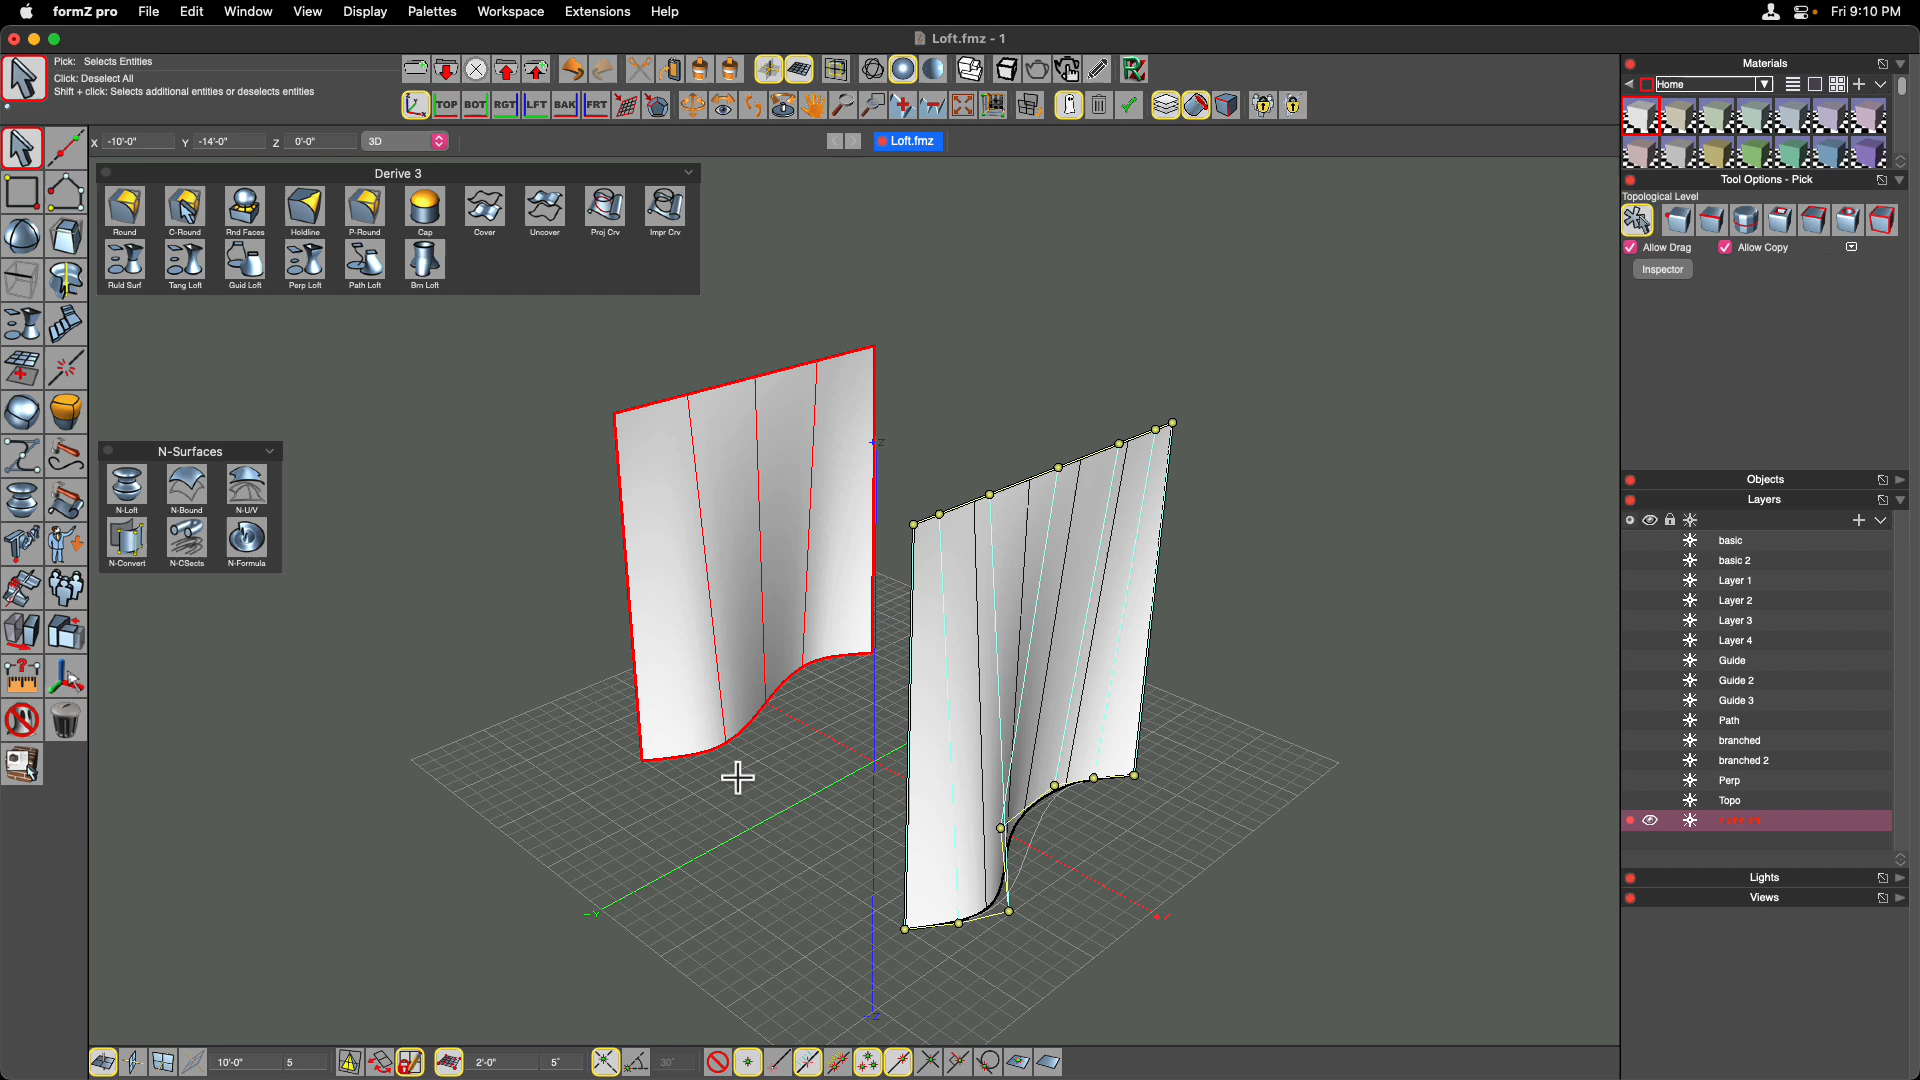 formZ pro File Edit Window View Display Palettes Workspace Extensions Help Fri 9:10 PM
Loft.fmz - 1
Pick: Selects Entities
Click: Deselect All
Shift + click: Selects additional entities or deselects entities
TOP BOT RGT LFT BAK FRT
X -10'-0" Y -14'-0" Z 0'-0" 3D
Loft.fmz
Derive 3
Round C-Round Rnd Faces Holdline P-Round Cap Cover Uncover Proj Crv Impr Crv
Ruld Surf Tang Loft Guid Loft Perp Loft Path Loft Brn Loft
N-Surfaces
N-Loft N-Bound N-U/V
N-Convert N-CSects N-Formula
Z
-Y
-Z
Materials
Home
Tool Options - Pick
Topological Level
Allow Drag Allow Copy
Inspector
Objects
Layers
basic
basic 2
Layer 1
Layer 2
Layer 3
Layer 4
Guide
Guide 2
Guide 3
Path
branched
branched 2
Perp
Topo
Lights
Views
10'-0" 5 2'-0" 5° 30°